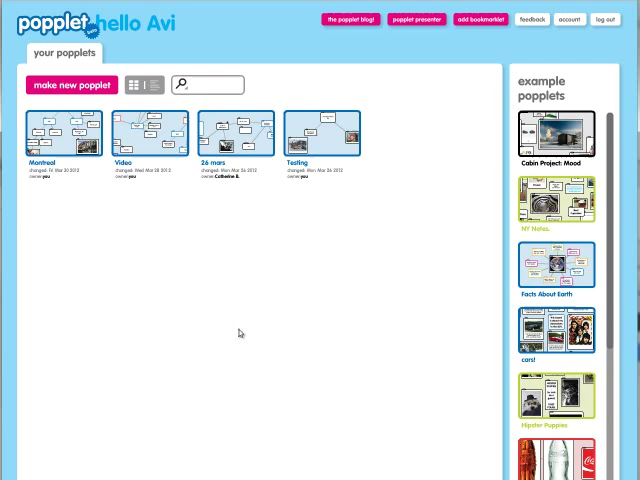 popplet
beta
hello Avi
the popplet blog!
popplet presenter
add bookmarklet
feedback
account
log out
your popplets
make new popplet
Montreal
changed: Fri Mar 30 2012
owner:you
Video
changed: Wed Mar 28 2012
owner:you
26 mars
changed: Mon Mar 26 2012
owner:Catherine B.
Testing
changed: Mon Mar 26 2012
owner:you
example
popplets
Cabin Project: Mood
NY Notes.
Facts About Earth
cars!
Hipster Puppies